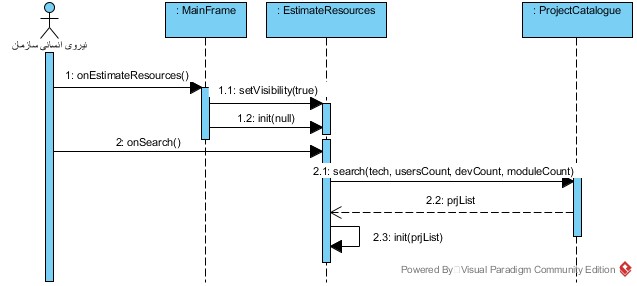 : MainFrame
: EstimateResources
: ProjectCatalogue
نیروی انسانی سازمان
1: onEstimateResources()
1.1: setVisibility(true)
1.2: init(null)
2: onSearch()
2.1: search(tech, usersCount, devCount, moduleCount)
2.2: prjList
2.3: init(prjList)
Powered By Visual Paradigm Community Edition